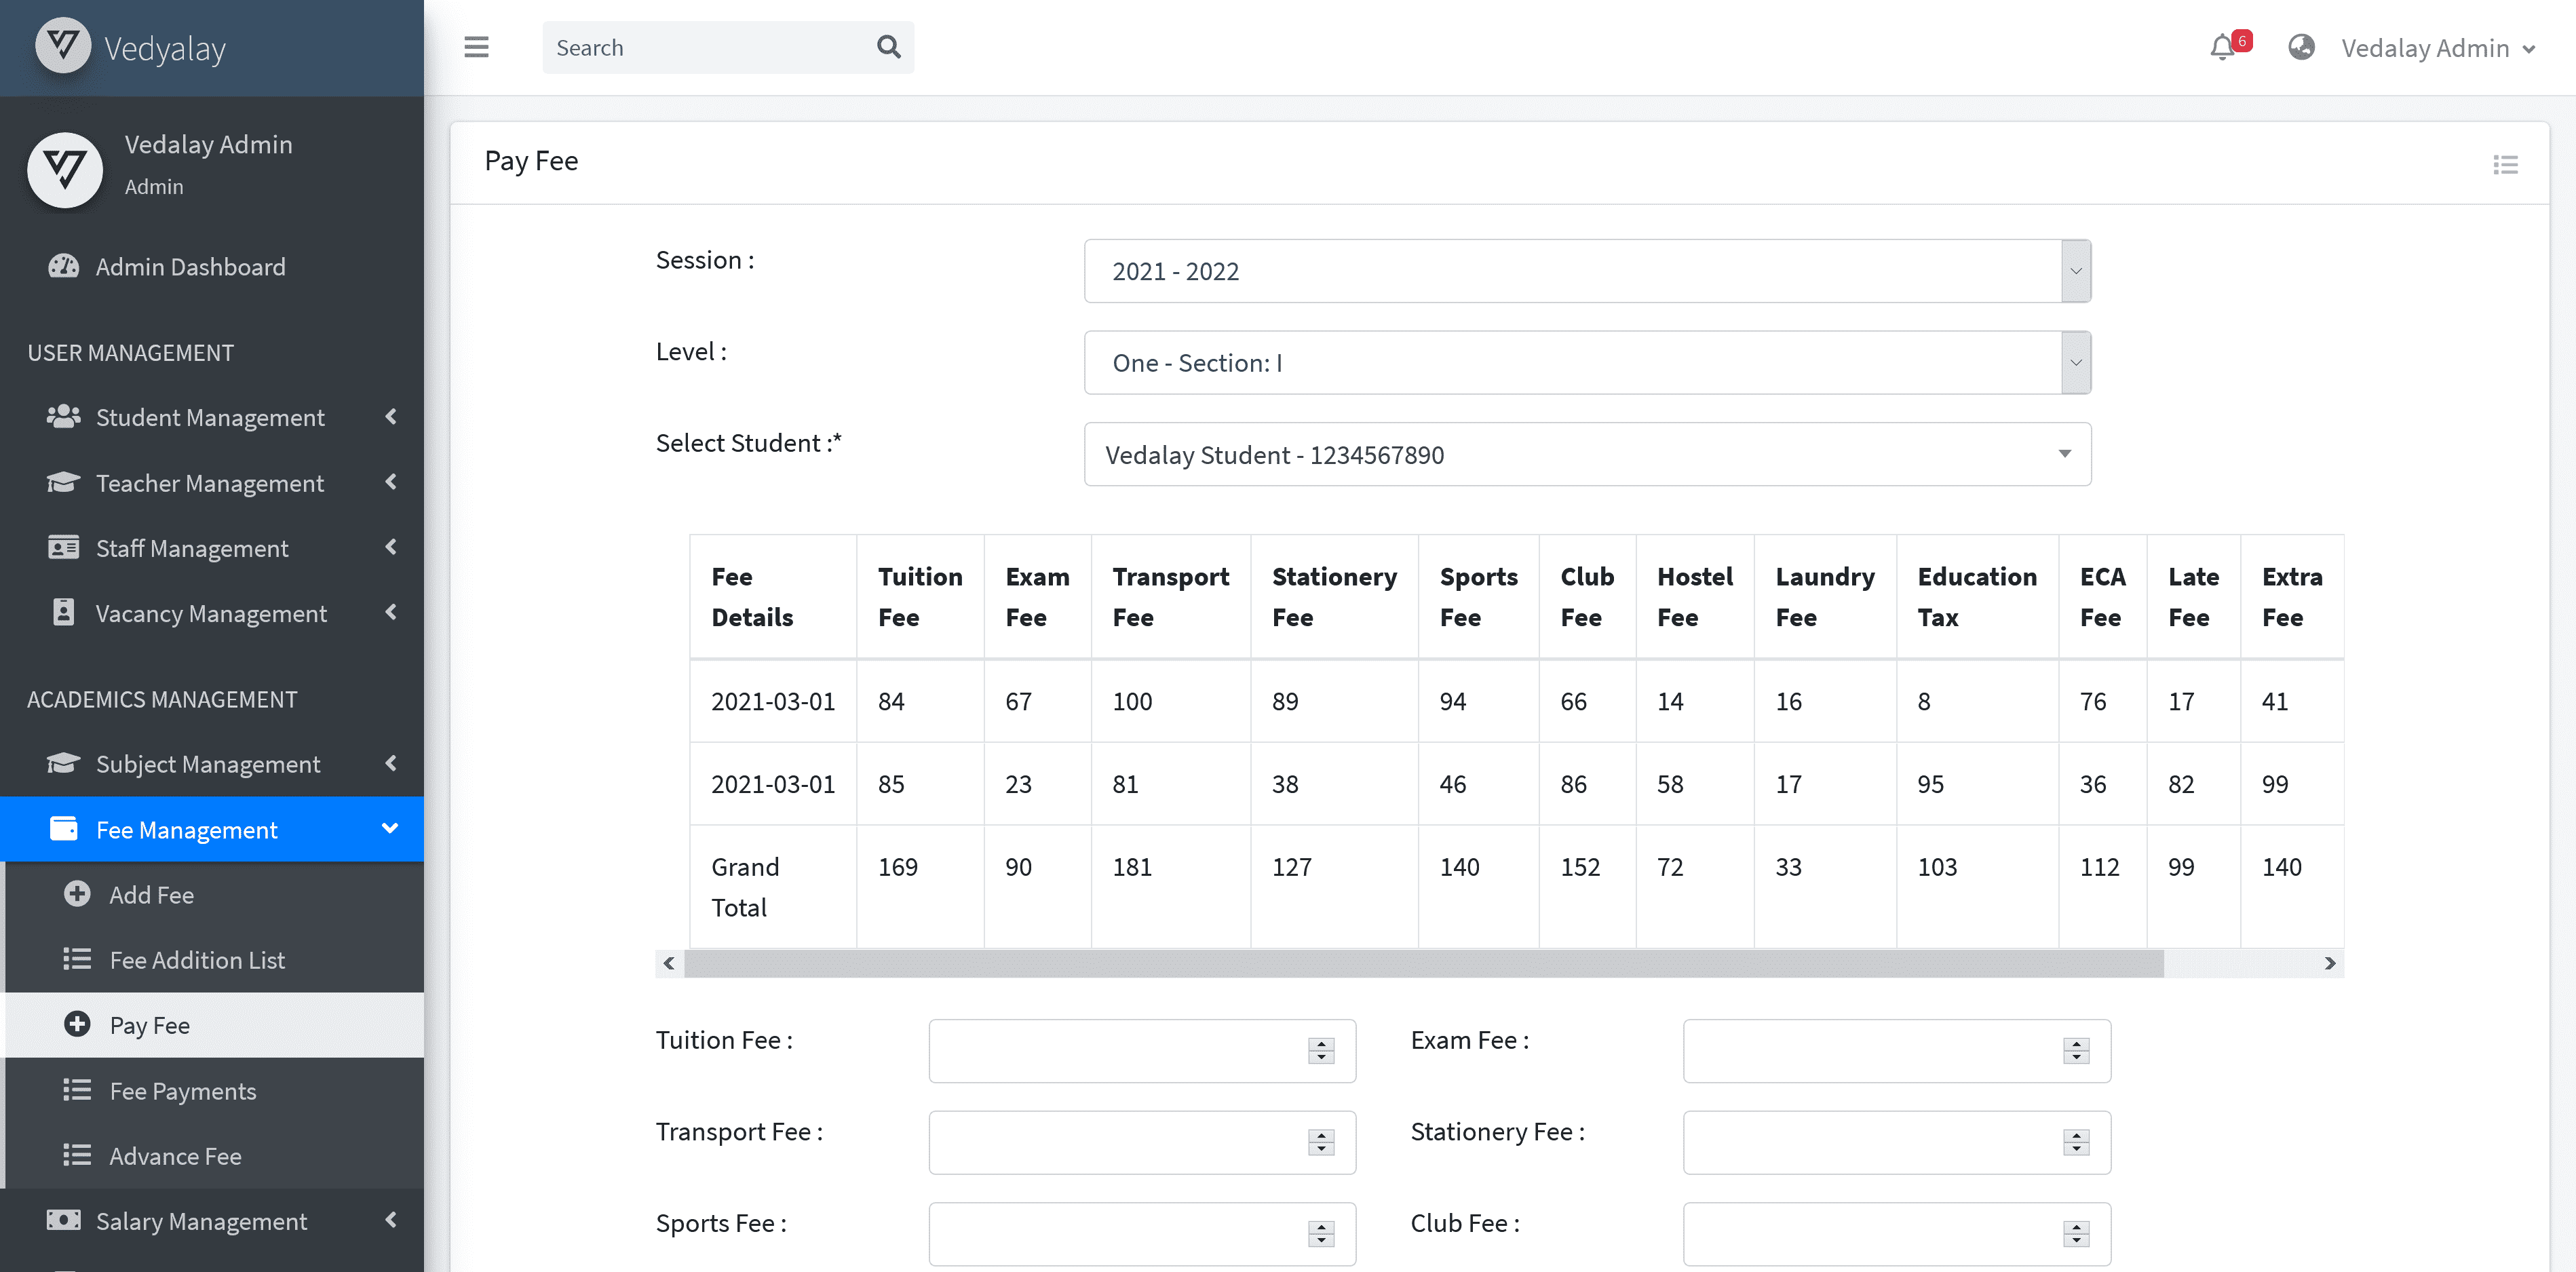 Vedyalay
Search
6
Vedalay Admin
Vedalay Admin
Admin
Admin Dashboard
USER MANAGEMENT
Student Management
Teacher Management
Staff Management
Vacancy Management
ACADEMICS MANAGEMENT
Subject Management
Fee Management
Add Fee
Fee Addition List
Pay Fee
Fee Payments
Advance Fee
Salary Management
Pay Fee
Session :
2021 - 2022
Level :
One - Section: I
Select Student :*
Vedalay Student - 1234567890
Fee Details Tuition Fee Exam Fee Transport Fee Stationery Fee Sports Fee Club Fee Hostel Fee Laundry Fee Education Tax ECA Fee Late Fee Extra Fee
2021-03-01 84 67 100 89 94 66 14 16 8 76 17 41
2021-03-01 85 23 81 38 46 86 58 17 95 36 82 99
Grand Total 169 90 181 127 140 152 72 33 103 112 99 140
Tuition Fee :
Exam Fee :
Transport Fee :
Stationery Fee :
Sports Fee :
Club Fee :